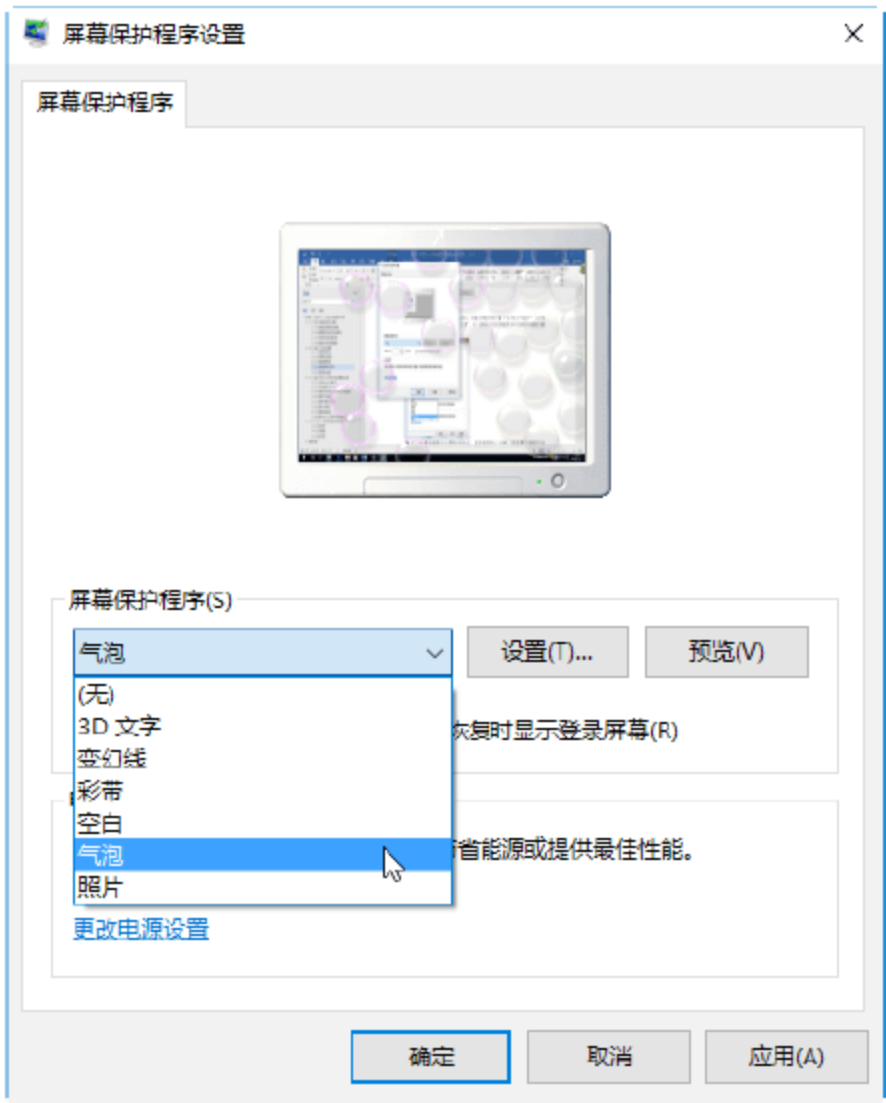 屏幕保护程序设置
屏幕保护程序
屏幕保护程序(S)
气泡
设置(T)...
预览(V)
(无)
3D 文字
变幻线
彩带
空白
气泡
照片
恢复时显示登录屏幕(R)
省能源或提供最佳性能。
更改电源设置
确定
取消
应用(A)